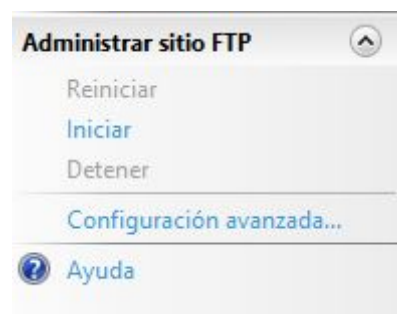 Administrar sitio FTP
Reiniciar
Iniciar
Detener
Configuración avanzada...
Ayuda